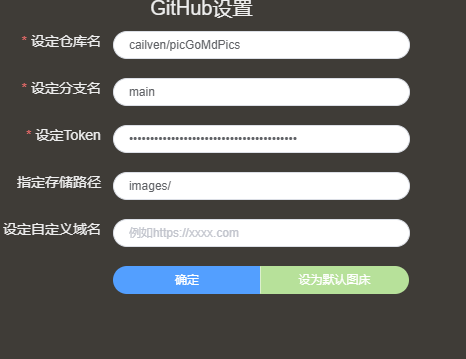 GitHub设置
* 设定仓库名
cailven/picGoMdPics
* 设定分支名
main
* 设定Token
••••••••••••••••••••••••••••••••••••••••
指定存储路径
images/
设定自定义域名
例如https://xxxx.com
确定 设为默认图床